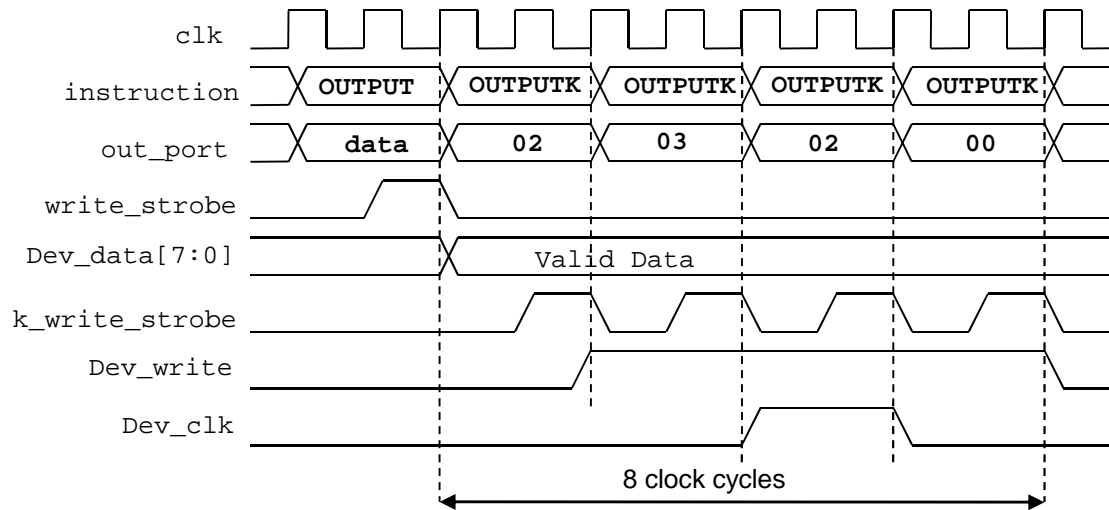 clk
instruction OUTPUT OUTPUTK OUTPUTK OUTPUTK OUTPUTK
out_port data 02 03 02 00
write_strobe
Dev_data[7:0] Valid Data
k_write_strobe
Dev_write
Dev_clk
8 clock cycles